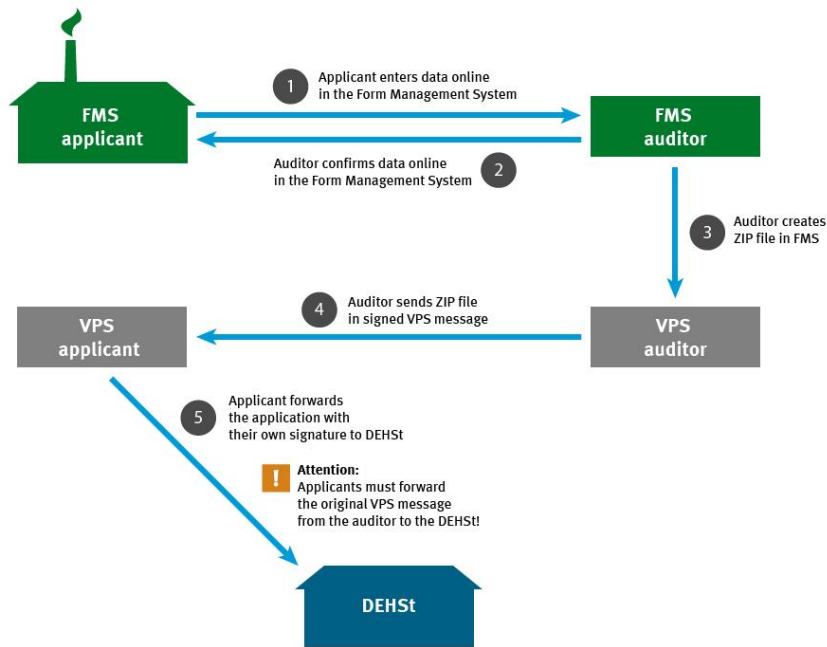 1
Applicant enters data online
in the Form Management System
FMS
applicant
FMS
auditor
Auditor confirms data online
in the Form Management System
2
3
Auditor creates
ZIP file in FMS
4
Auditor sends ZIP file
in signed VPS message
VPS
applicant
VPS
auditor
5
Applicant forwards
the application with
their own signature to DEHSt
!
Attention:
Applicants must forward
the original VPS message
from the auditor to the DEHSt!
DEHSt